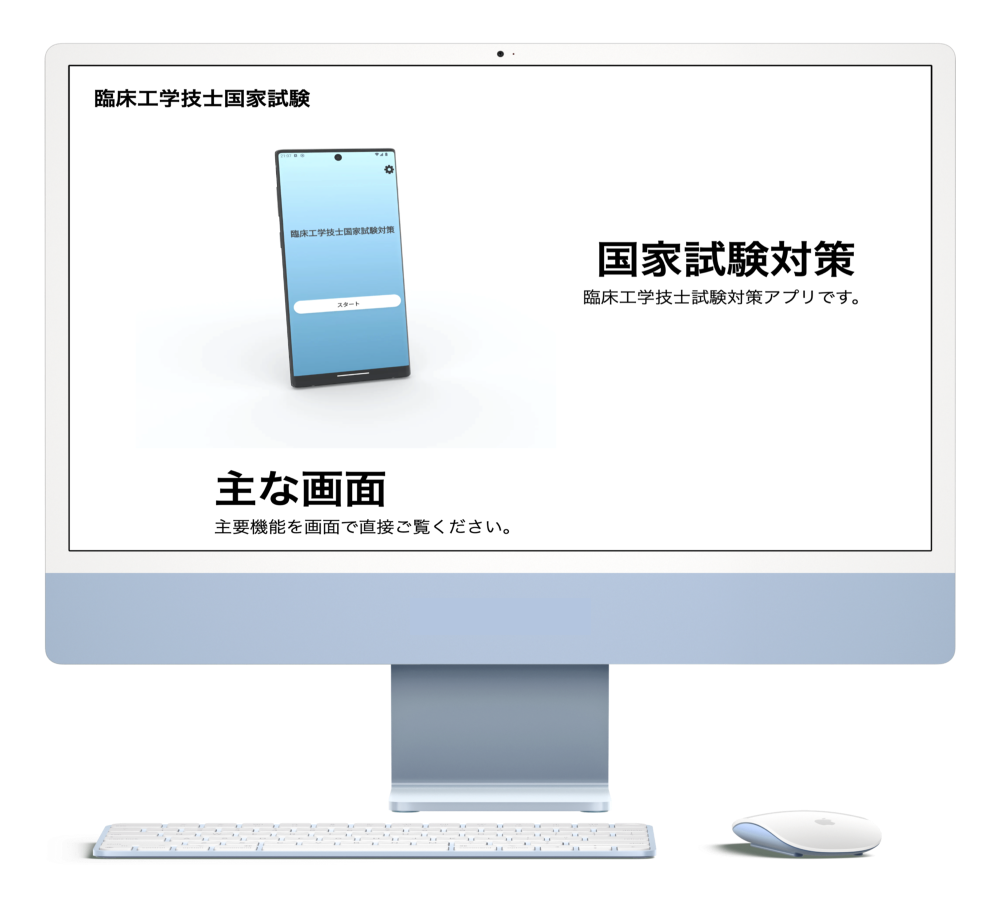 臨床工学技士国家試験
臨床工学技士国家試験対策
スタート
国家試験対策
臨床工学技士試験対策アプリです。
主な画面
主要機能を画面で直接ご覧ください。